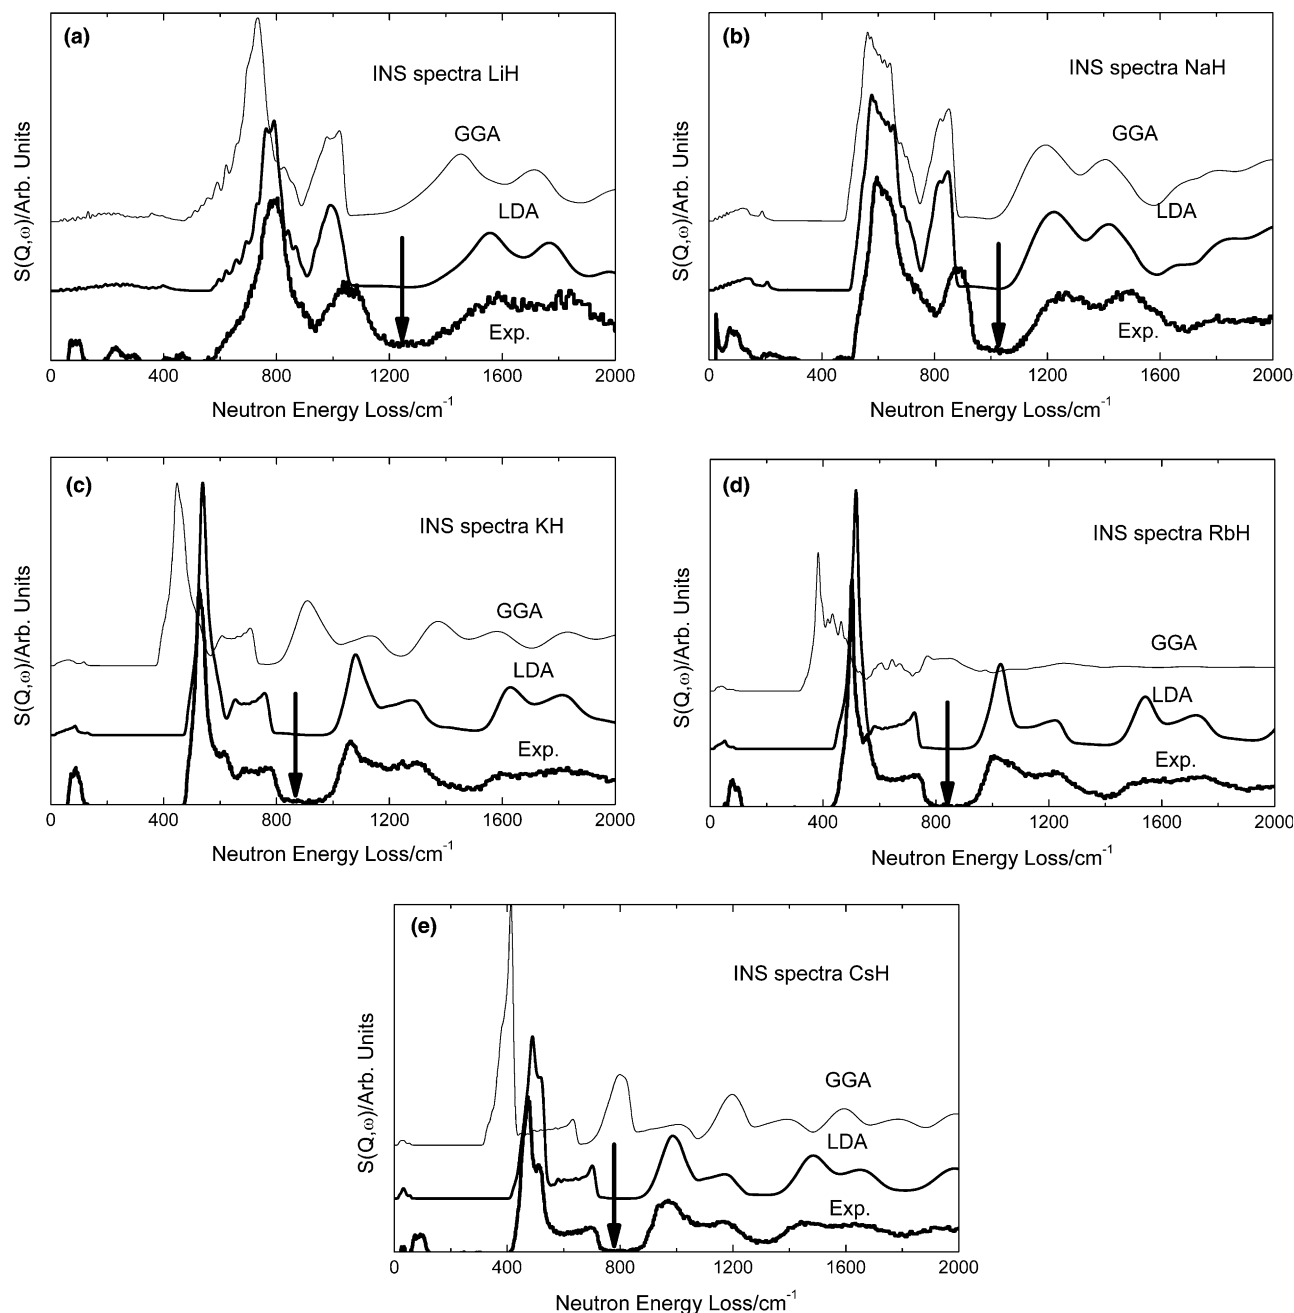 (a)
INS spectra LiH
GGA
LDA
Exp.
S(Q,ω)/Arb. Units
0 400 800 1200 1600 2000
Neutron Energy Loss/cm⁻¹
(b)
INS spectra NaH
GGA
LDA
Exp.
S(Q,ω)/Arb. Units
0 400 800 1200 1600 2000
Neutron Energy Loss/cm⁻¹
(c)
INS spectra KH
GGA
LDA
Exp.
S(Q,ω)/Arb. Units
0 400 800 1200 1600 2000
Neutron Energy Loss/cm⁻¹
(d)
INS spectra RbH
GGA
LDA
Exp.
S(Q,ω)/Arb. Units
0 400 800 1200 1600 2000
Neutron Energy Loss/cm⁻¹
(e)
INS spectra CsH
GGA
LDA
Exp.
S(Q,ω)/Arb. Units
0 400 800 1200 1600 2000
Neutron Energy Loss/cm⁻¹